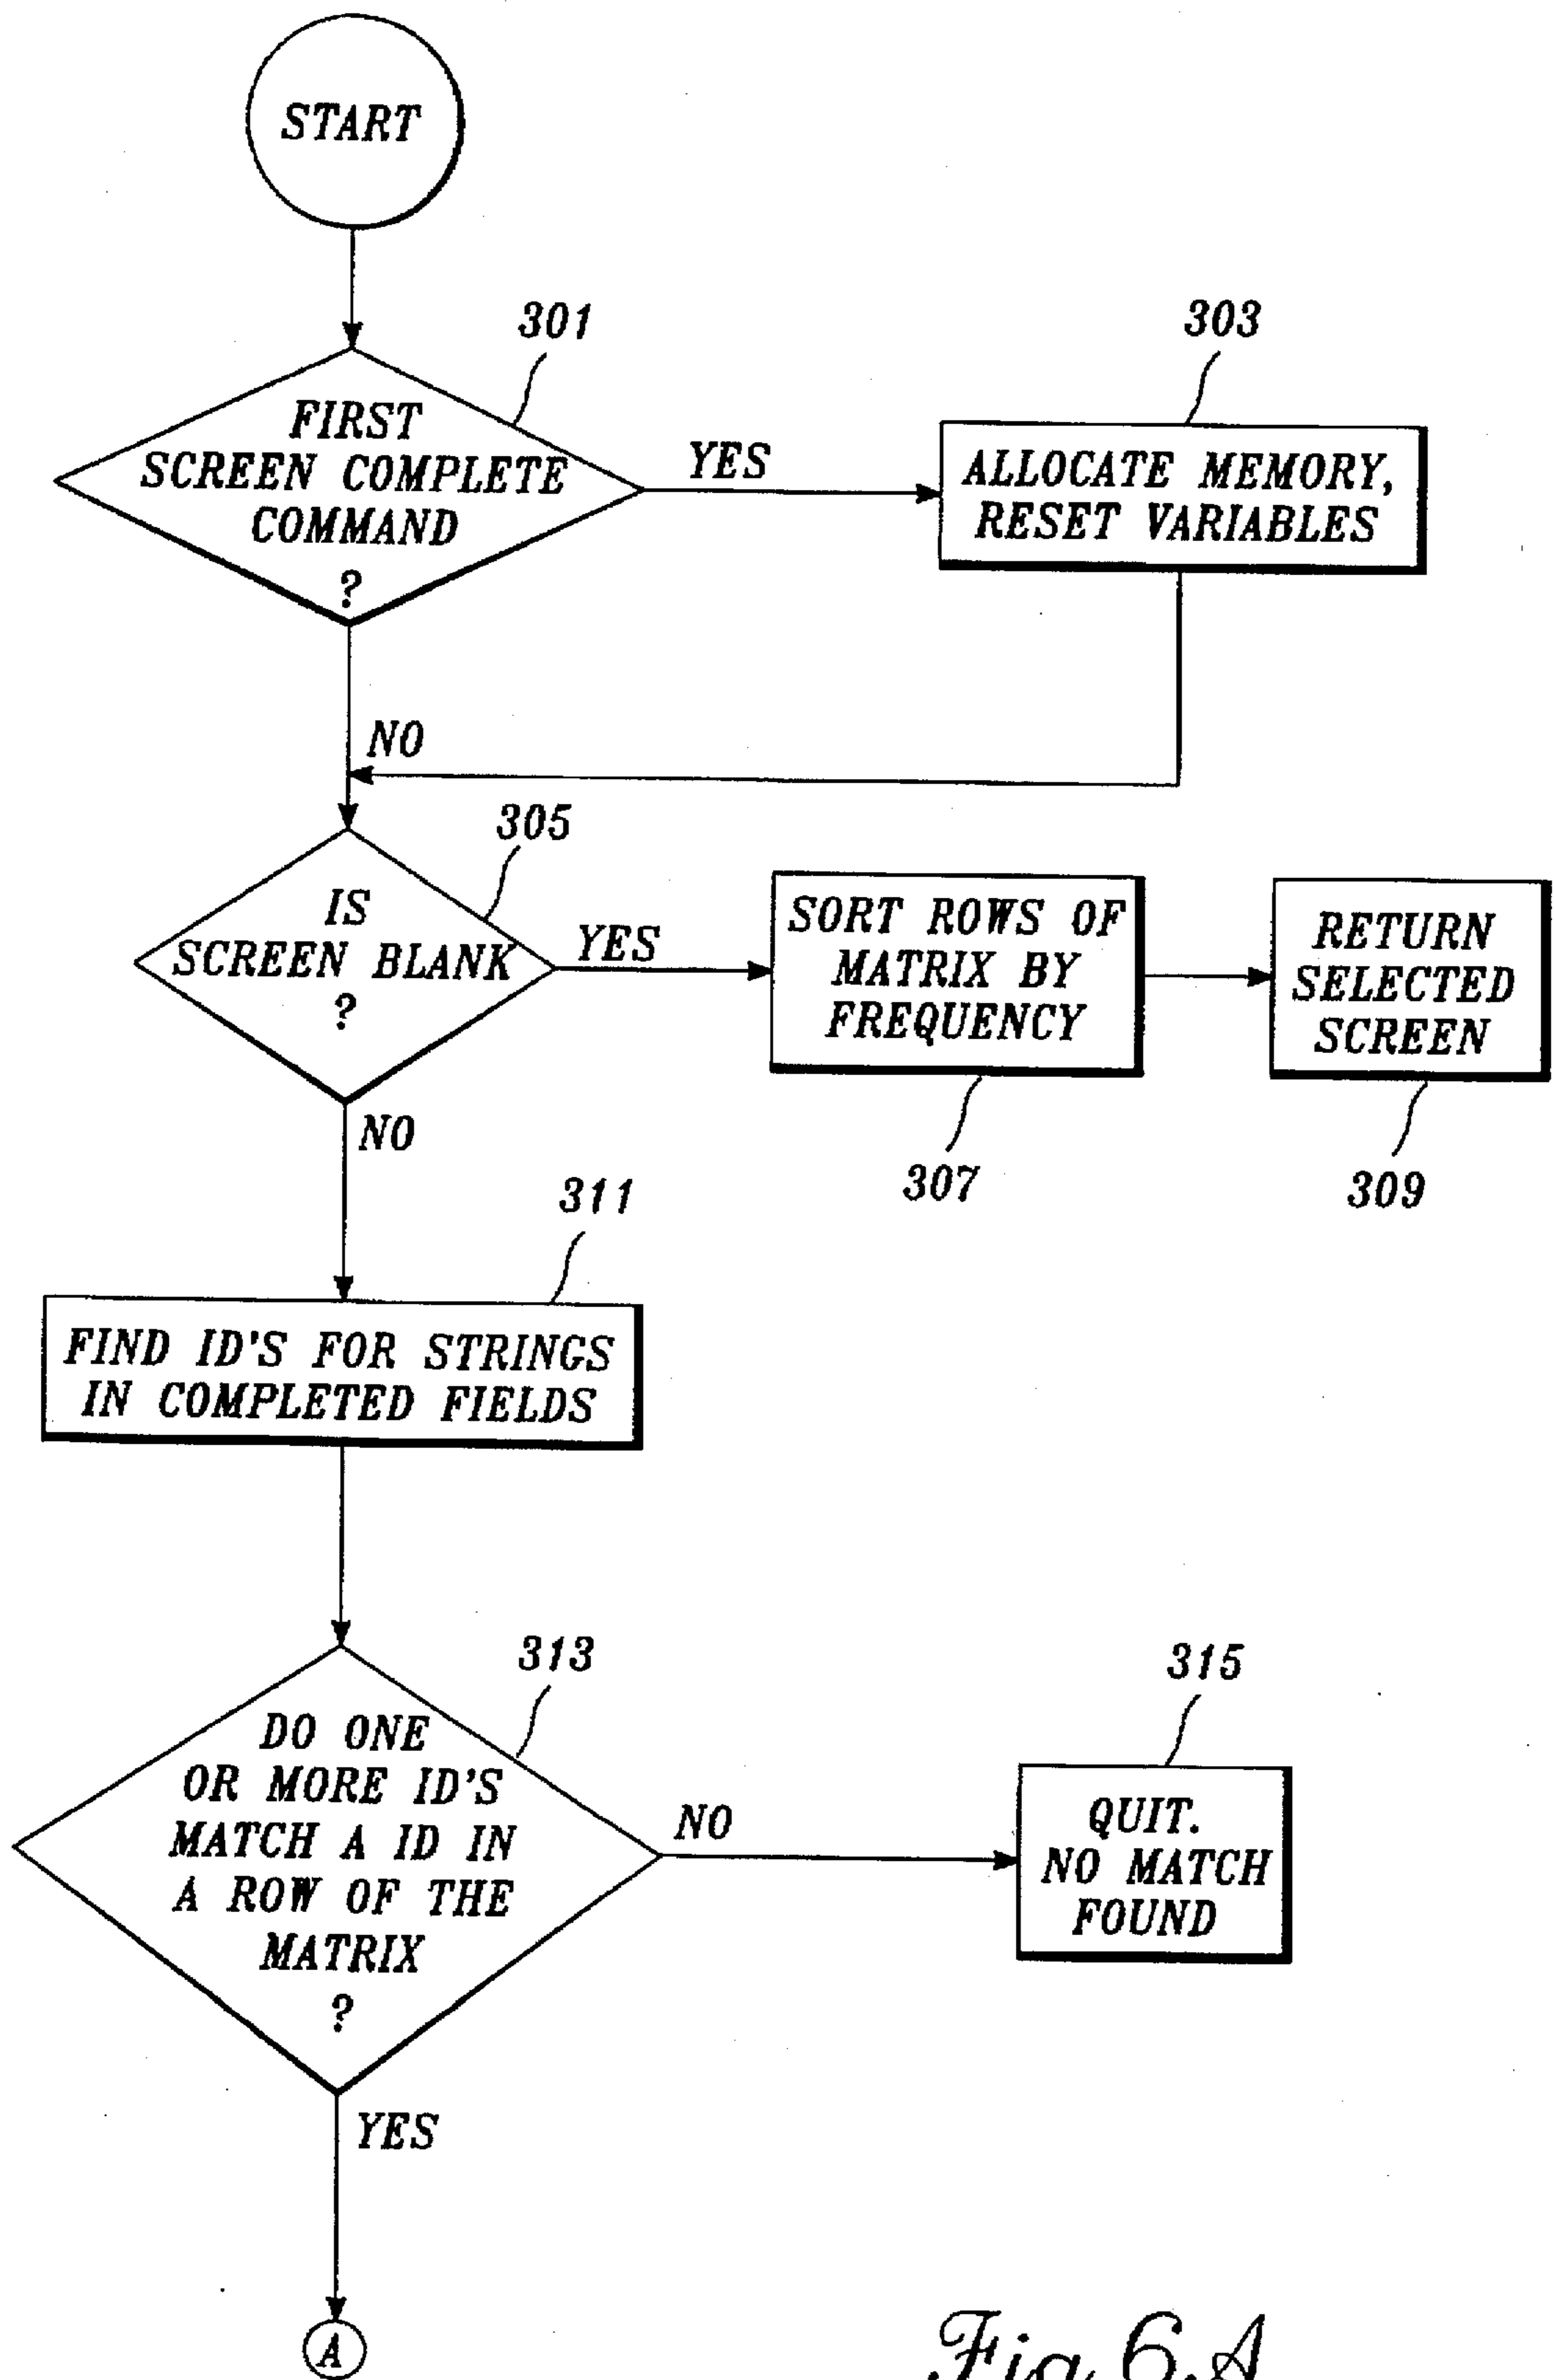 START
301
FIRST
SCREEN COMPLETE
COMMAND
?
YES
303
ALLOCATE MEMORY,
RESET VARIABLES
NO
305
IS
SCREEN BLANK
?
YES
SORT ROWS OF
MATRIX BY
FREQUENCY
307
RETURN
SELECTED
SCREEN
309
NO
311
FIND ID'S FOR STRINGS
IN COMPLETED FIELDS
313
DO ONE
OR MORE ID'S
MATCH A ID IN
A ROW OF THE
MATRIX
?
NO
315
QUIT.
NO MATCH
FOUND
YES
A
Fig. 6A